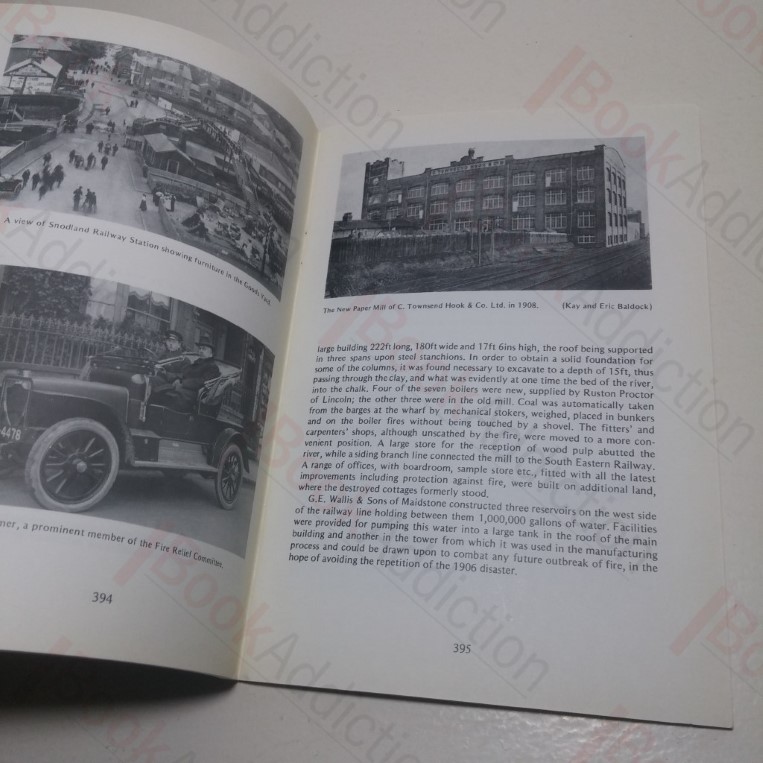 A view of Snodland Railway Station showing furniture in the Goods Yard.
4478
mer, a prominent member of the Fire Relief Committee.
394
The New Paper Mill of C. Townsend Hook & Co. Ltd. in 1908. (Kay and Eric Baldock)
large building 222ft long, 180ft wide and 17ft 6ins high, the roof being supported
in three spans upon steel stanchions. In order to obtain a solid foundation for
some of the columns, it was found necessary to excavate to a depth of 15ft, thus
passing through the clay, and what was evidently at one time the bed of the river,
into the chalk. Four of the seven boilers were new, supplied by Ruston Proctor
of Lincoln; the other three were in the old mill. Coal was automatically taken
from the barges at the wharf by mechanical stokers, weighed, placed in bunkers
and on the boiler fires without being touched by a shovel. The fitters' and
carpenters' shops, although unscathed by the fire, were moved to a more con-
venient position. A large store for the reception of wood pulp abutted the
river, while a siding branch line connected the mill to the South Eastern Railway.
A range of offices, with boardroom, sample store etc., fitted with all the latest
improvements including protection against fire, were built on additional land,
where the destroyed cottages formerly stood.
G.E. Wallis & Sons of Maidstone constructed three reservoirs on the west side
of the railway line holding between them 1,000,000 gallons of water. Facilities
were provided for pumping this water into a large tank in the roof of the main
building and another in the tower from which it was used in the manufacturing
process and could be drawn upon to combat any future outbreak of fire, in the
hope of avoiding the repetition of the 1906 disaster.
395
BookAddiction